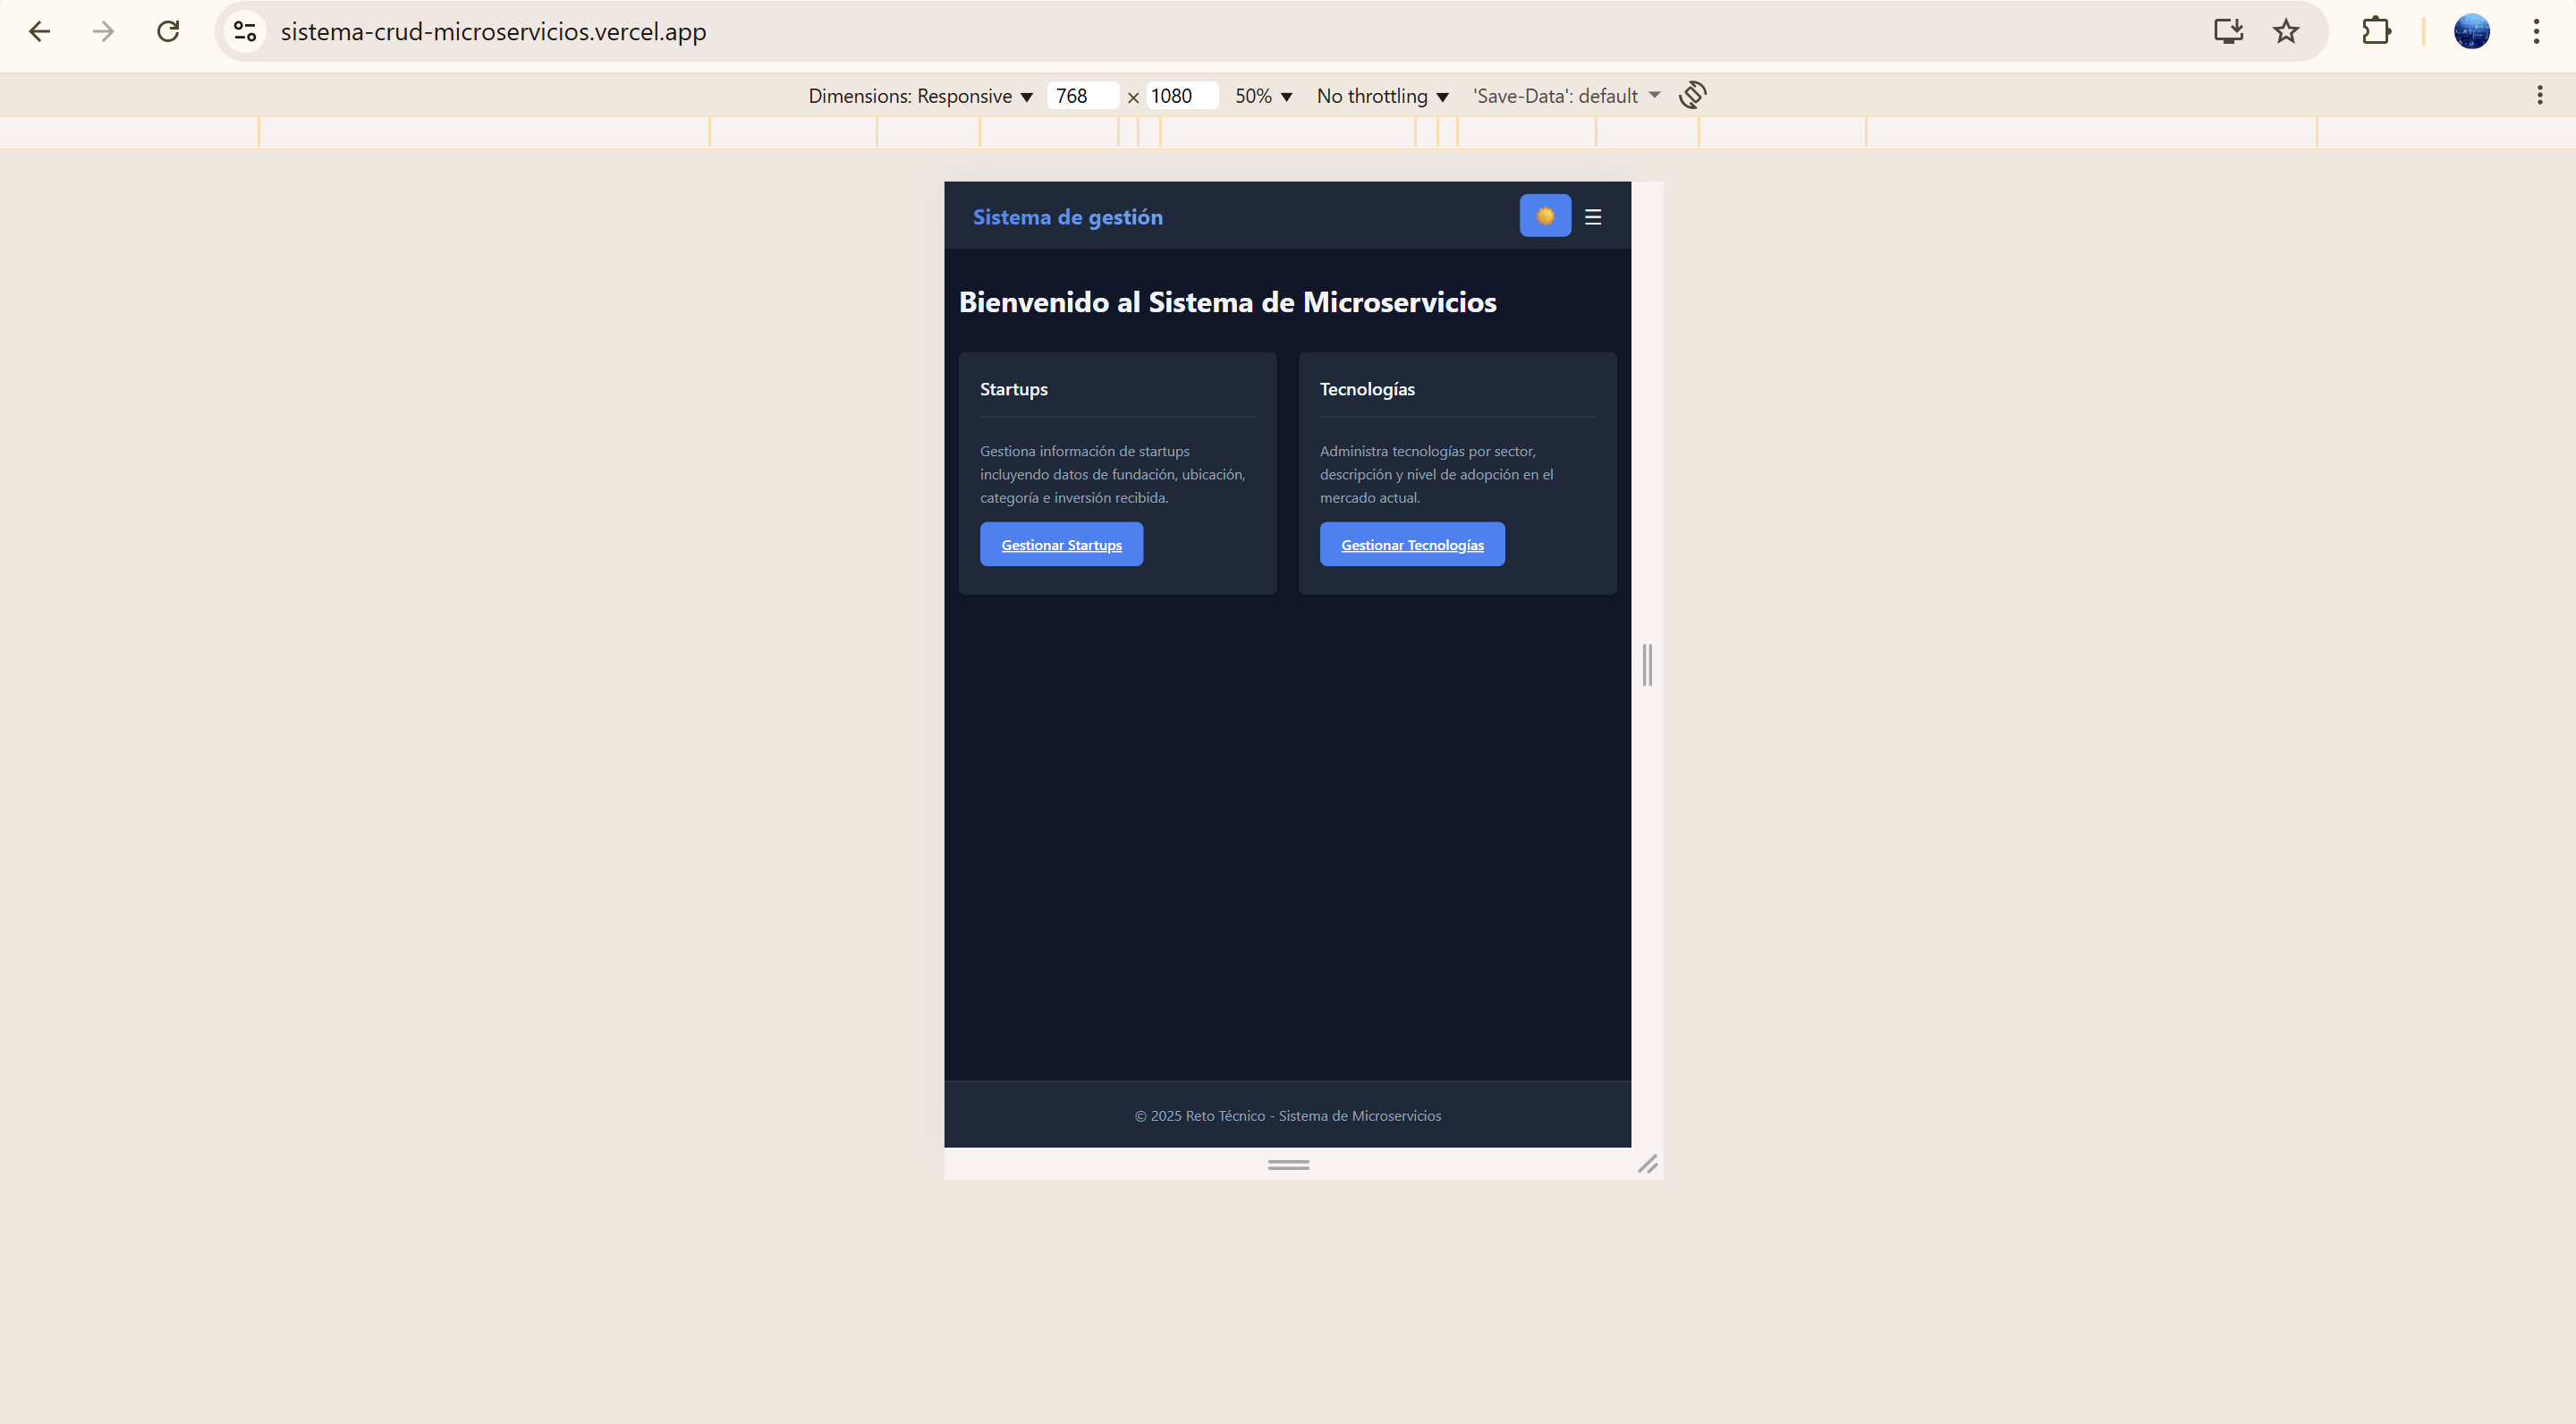 sistema-crud-microservicios.vercel.app
Dimensions: Responsive 768 × 1080 50% No throttling 'Save-Data': default
Sistema de gestión
Bienvenido al Sistema de Microservicios
Startups
Gestiona información de startups
incluyendo datos de fundación, ubicación,
categoría e inversión recibida.
Gestionar Startups
Tecnologías
Administra tecnologías por sector,
descripción y nivel de adopción en el
mercado actual.
Gestionar Tecnologías
© 2025 Reto Técnico - Sistema de Microservicios